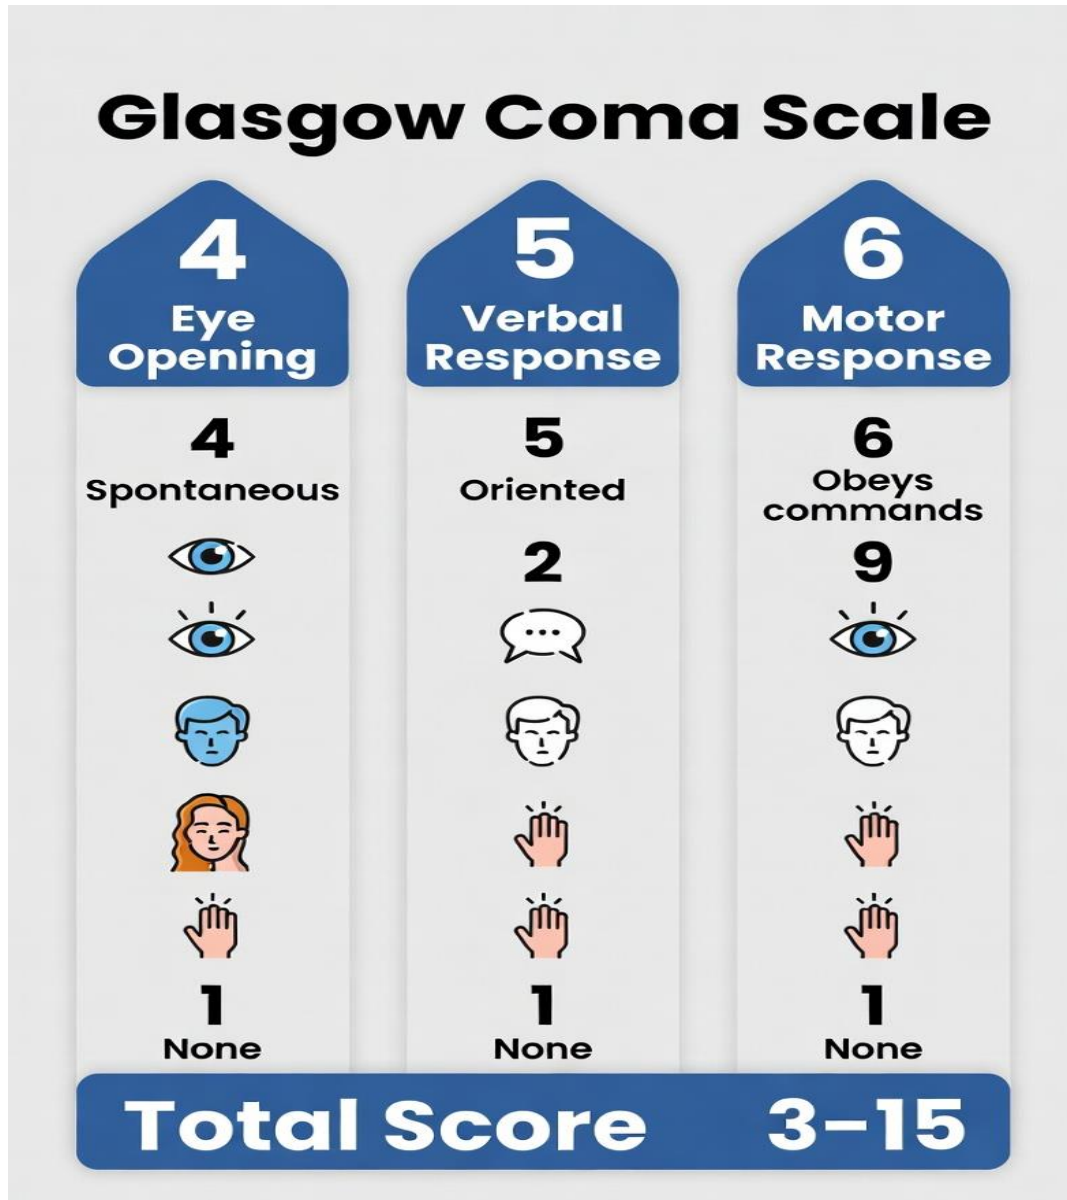 Glasgow Coma Scale
4
Eye
Opening
4
Spontaneous
1
None
5
Verbal
Response
5
Oriented
2
1
None
6
Motor
Response
6
Obeys
commands
9
1
None
Total Score 3–15